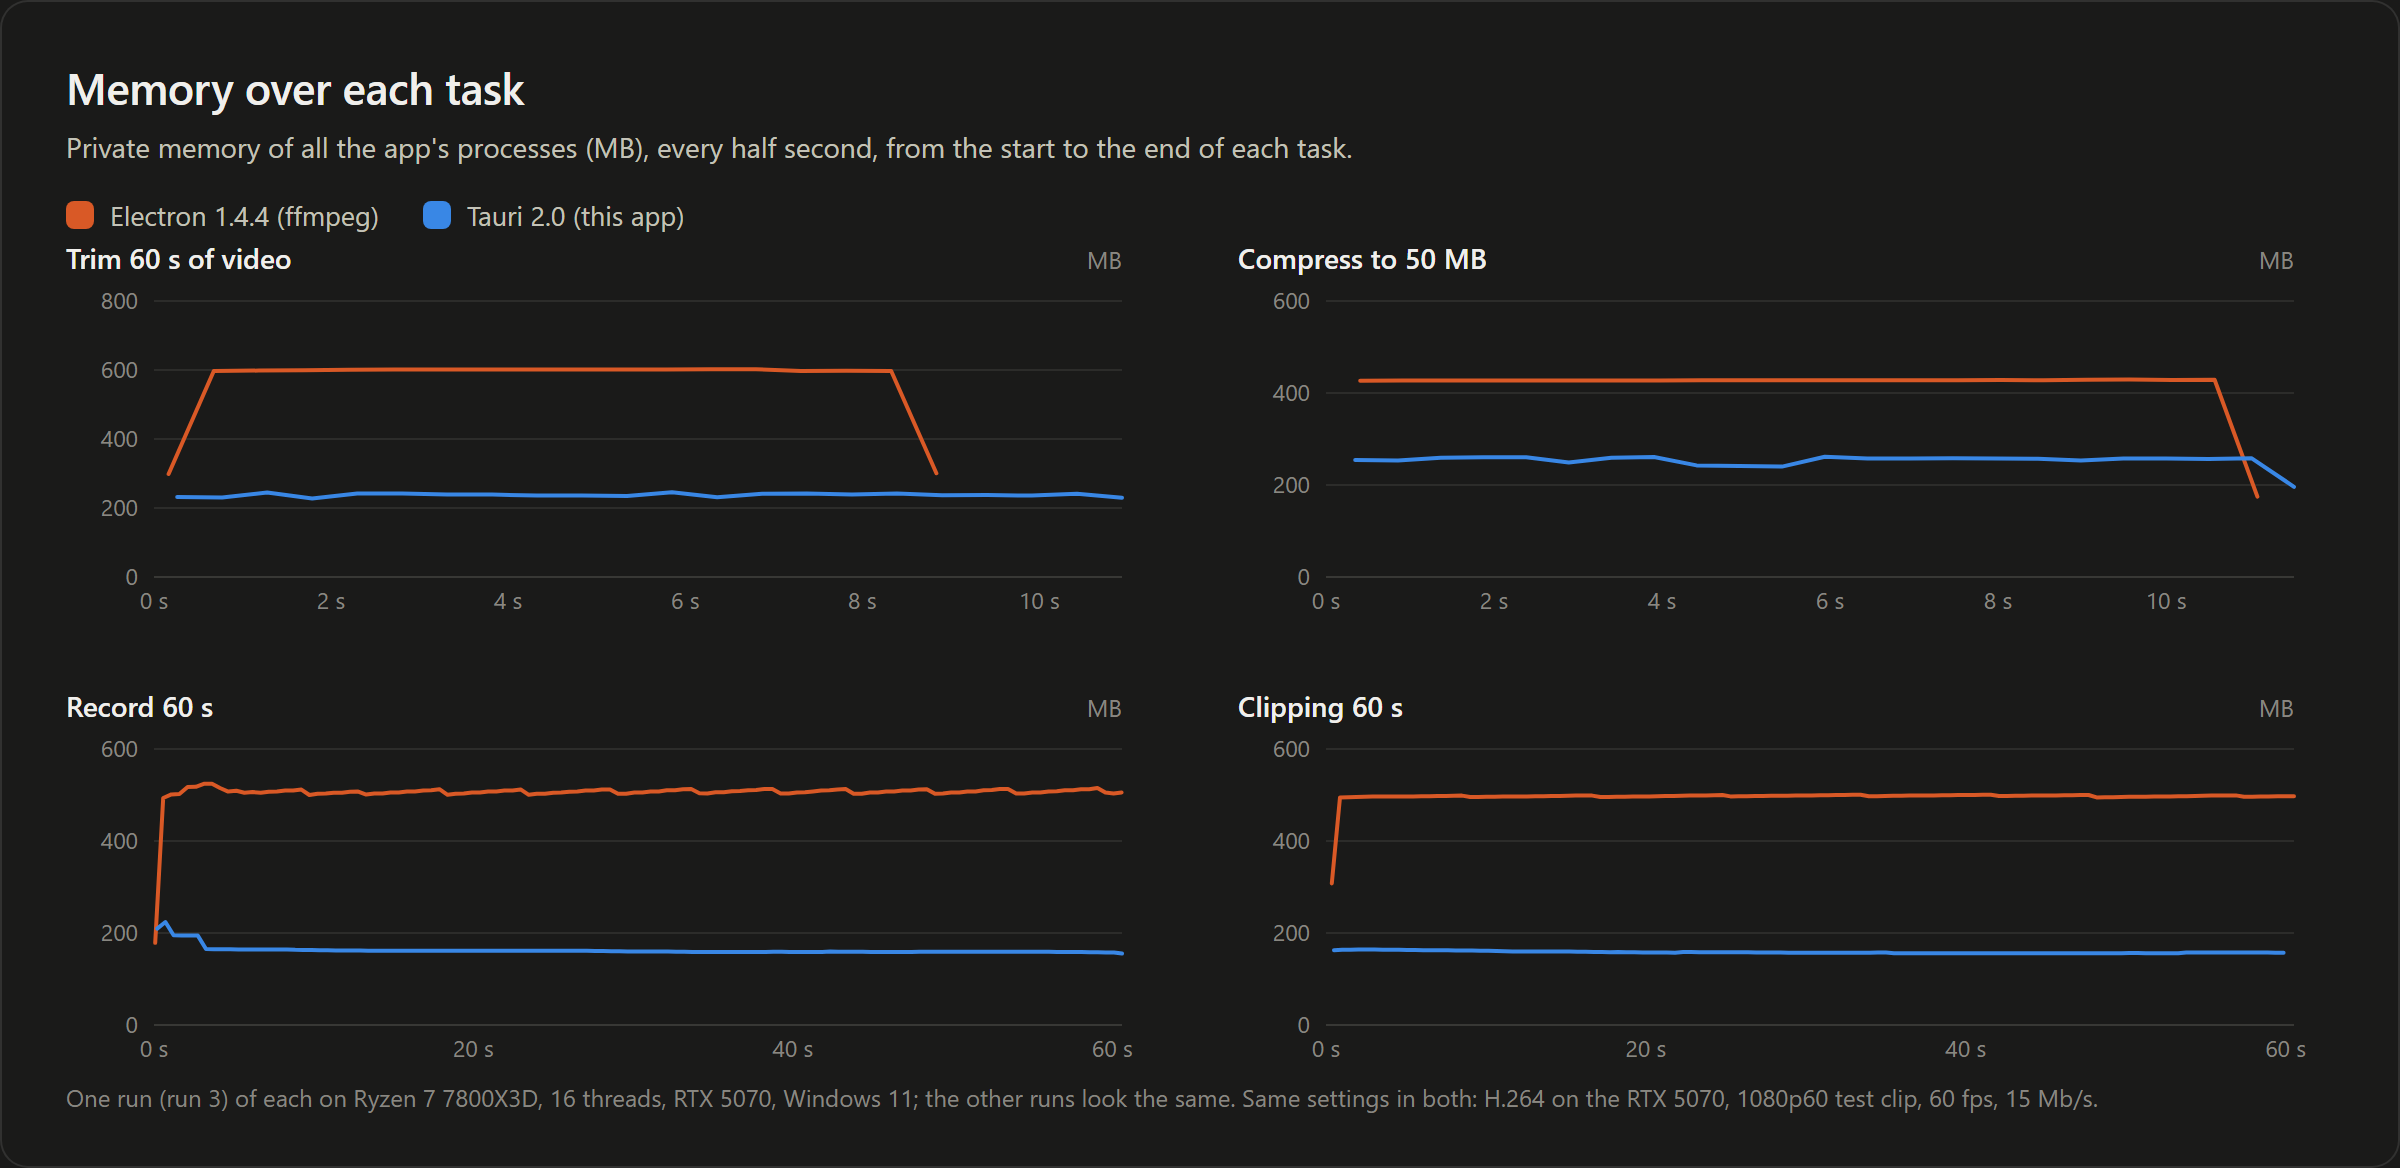 Memory over each task
Private memory of all the app's processes (MB), every half second, from the start to the end of each task.
Electron 1.4.4 (ffmpeg) Tauri 2.0 (this app)
Trim 60 s of video MB
800
600
400
200
0
0 s 2 s 4 s 6 s 8 s 10 s
Compress to 50 MB MB
600
400
200
0
0 s 2 s 4 s 6 s 8 s 10 s
Record 60 s MB
600
400
200
0
0 s 20 s 40 s 60 s
Clipping 60 s MB
600
400
200
0
0 s 20 s 40 s 60 s
One run (run 3) of each on Ryzen 7 7800X3D, 16 threads, RTX 5070, Windows 11; the other runs look the same. Same settings in both: H.264 on the RTX 5070, 1080p60 test clip, 60 fps, 15 Mb/s.